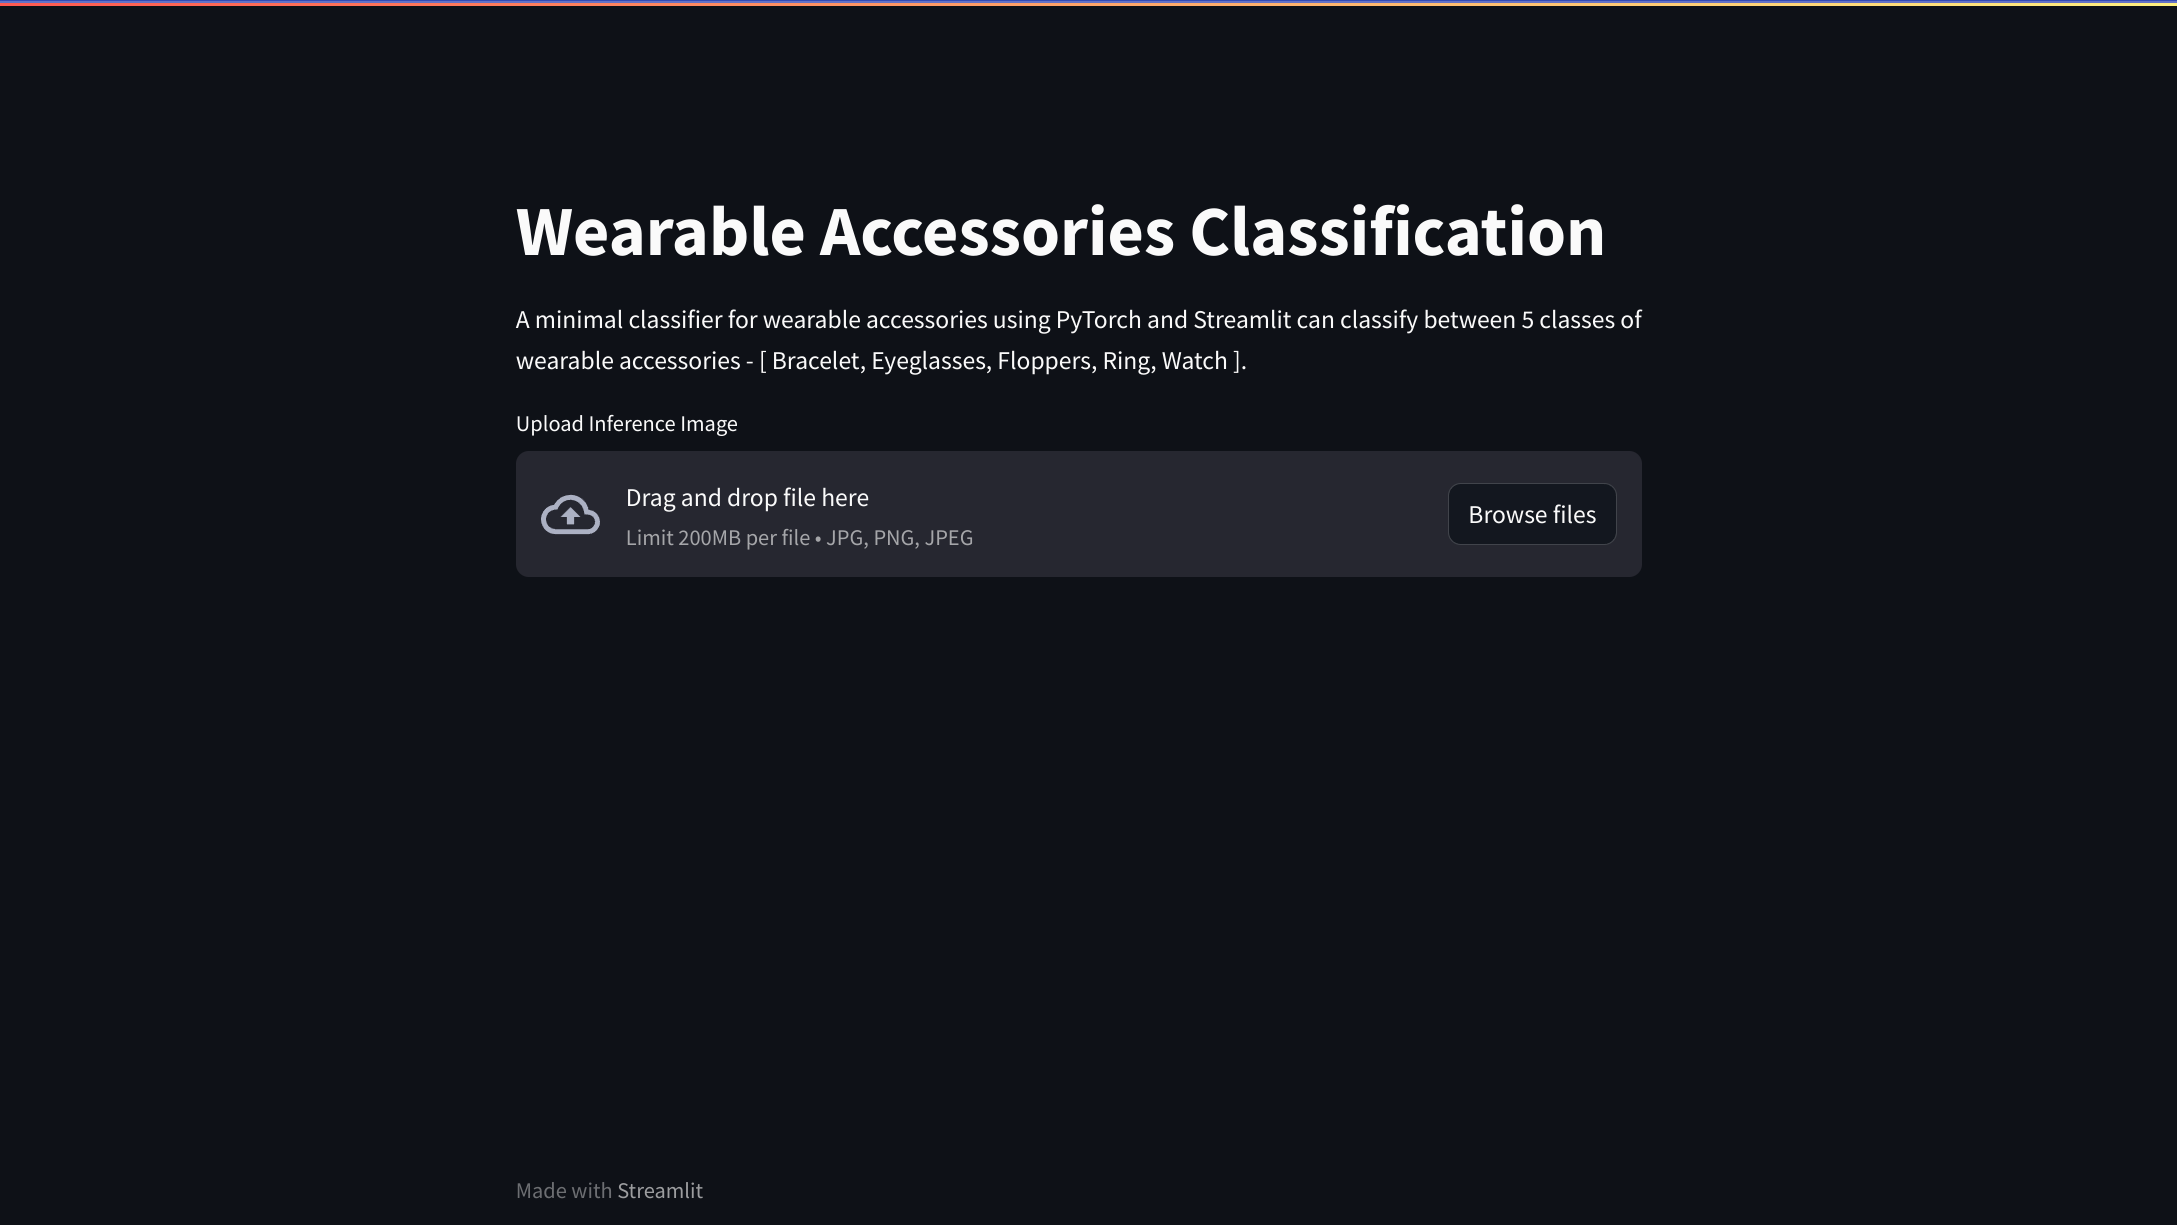 Wearable Accessories Classification
A minimal classifier for wearable accessories using PyTorch and Streamlit can classify between 5 classes of
wearable accessories - [ Bracelet, Eyeglasses, Floppers, Ring, Watch ].
Upload Inference Image
Drag and drop file here
Limit 200MB per file • JPG, PNG, JPEG
Browse files
Made with Streamlit